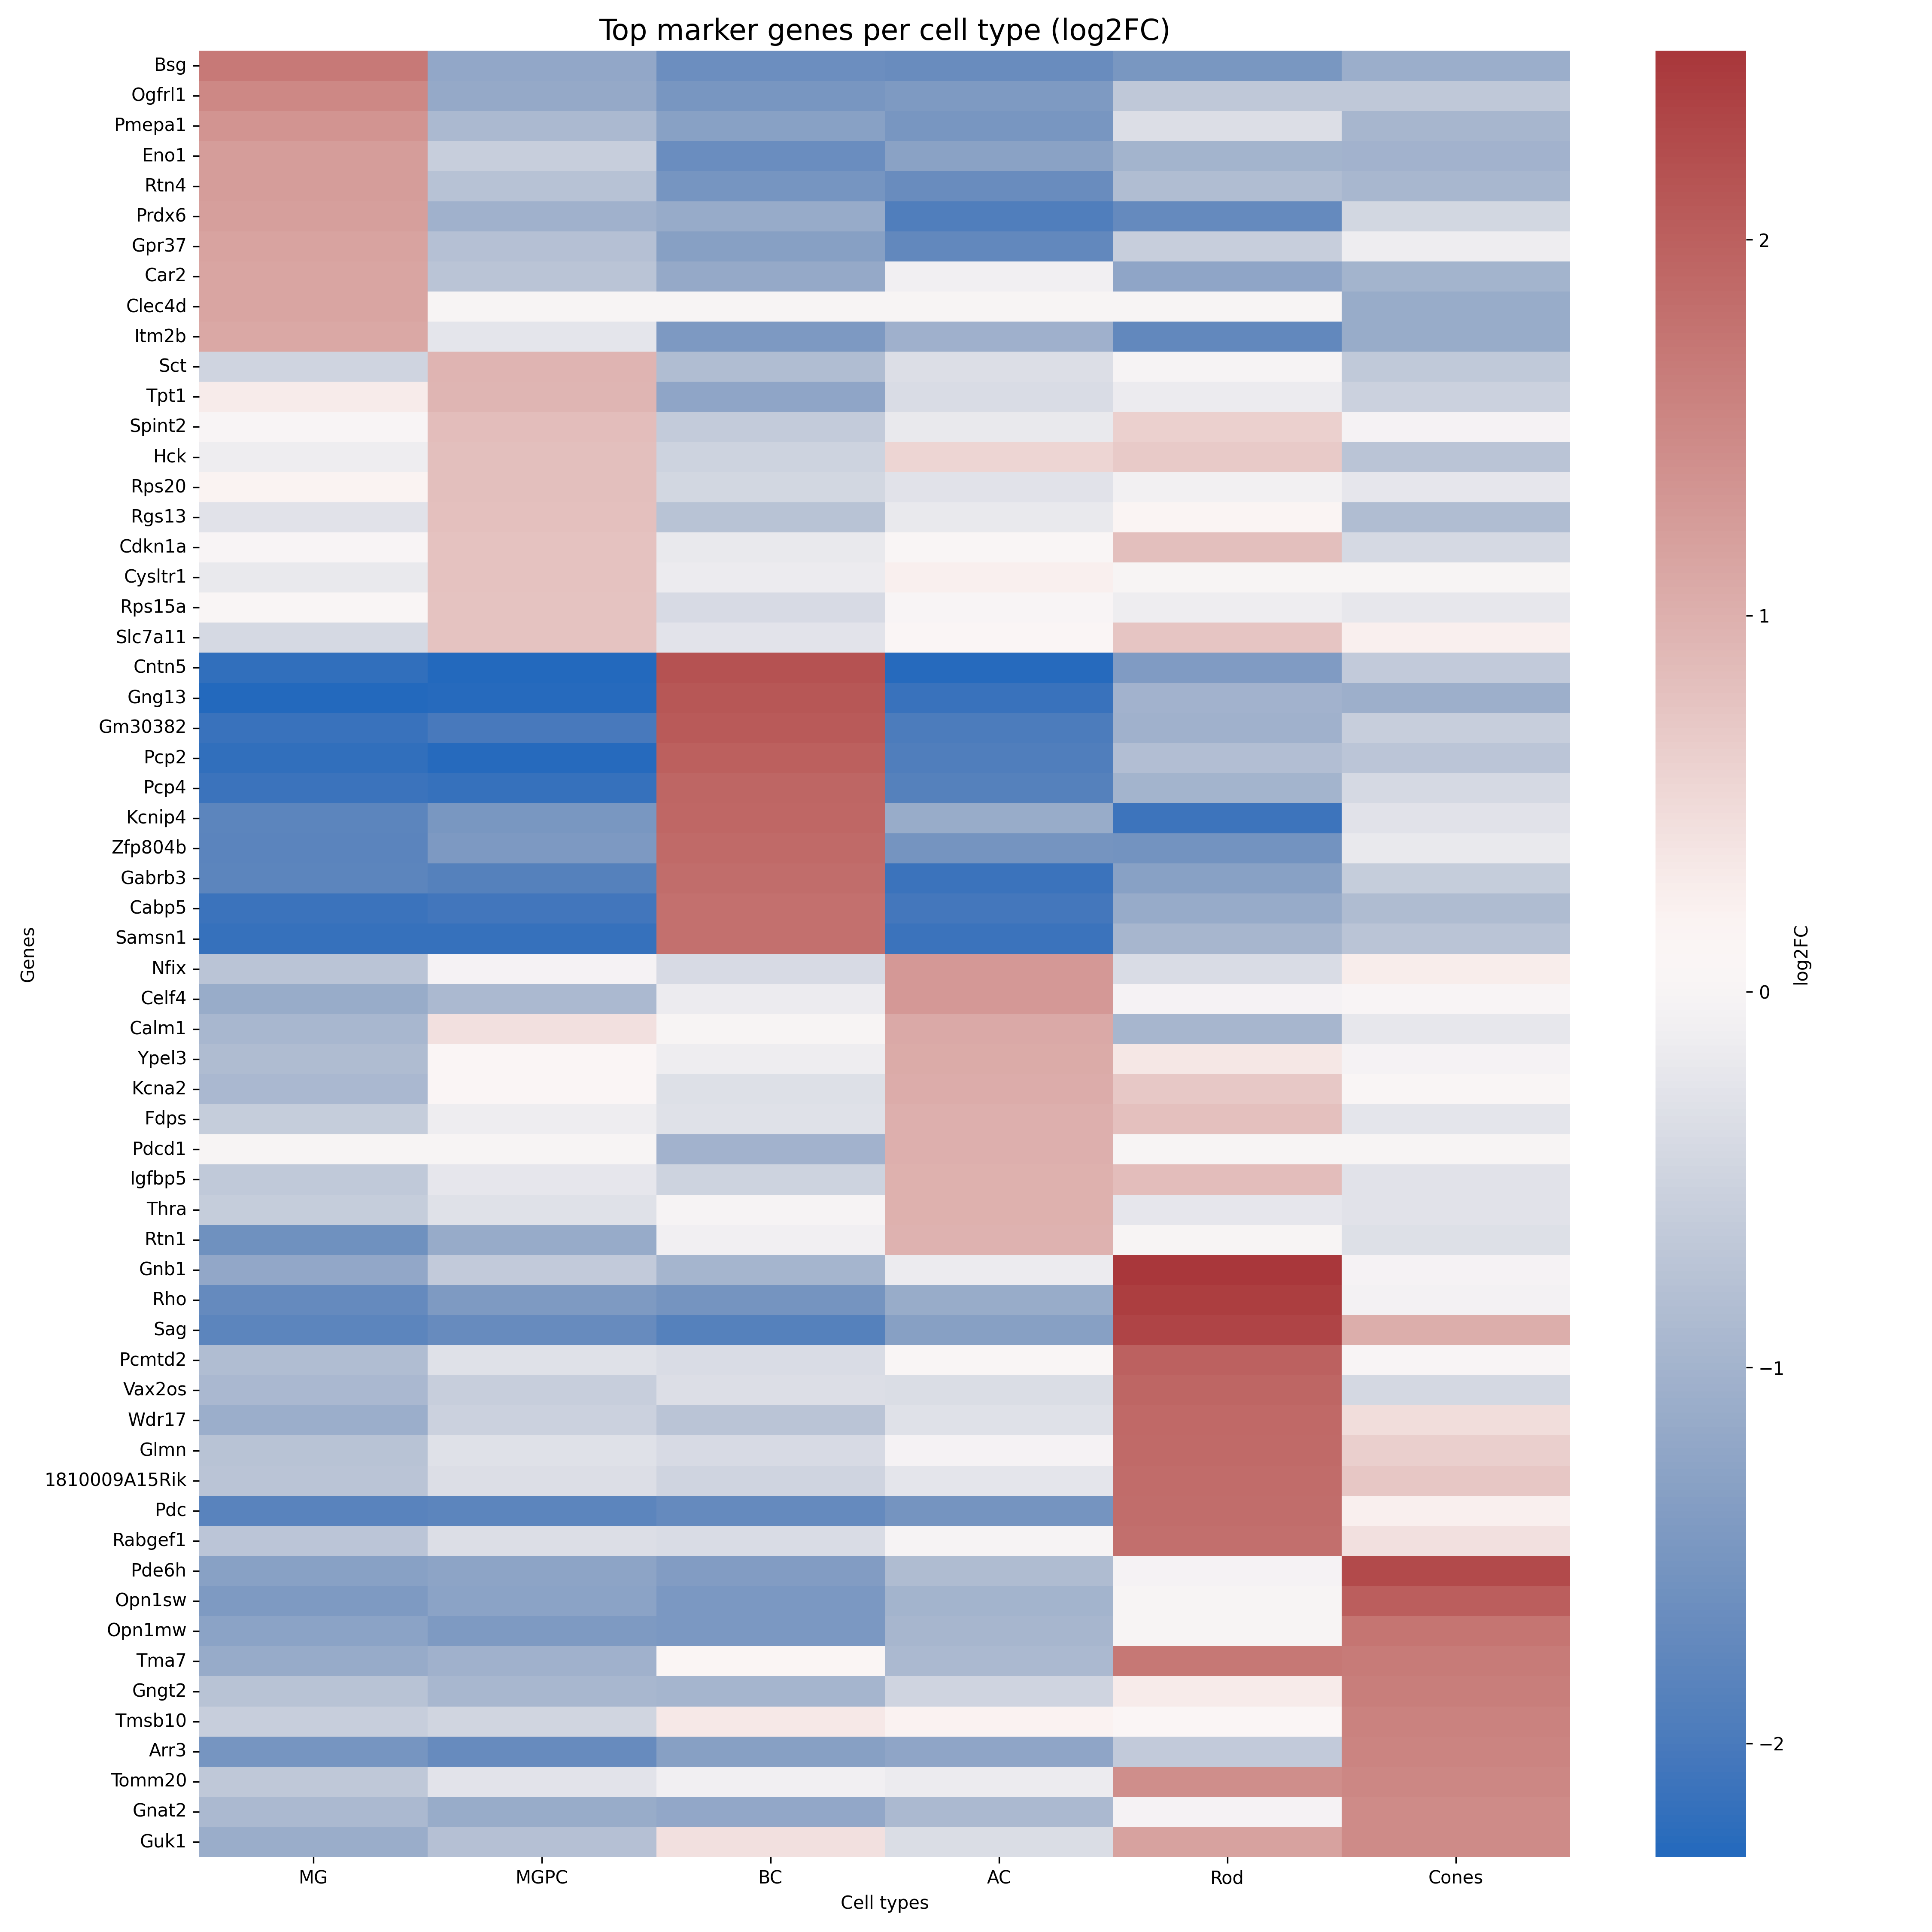 Top marker genes per cell type (log2FC)
Genes
Bsg
Ogfrl1
Pmepa1
Eno1
Rtn4
Prdx6
Gpr37
Car2
Clec4d
Itm2b
Sct
Tpt1
Spint2
Hck
Rps20
Rgs13
Cdkn1a
Cysltr1
Rps15a
Slc7a11
Cntn5
Gng13
Gm30382
Pcp2
Pcp4
Kcnip4
Zfp804b
Gabrb3
Cabp5
Samsn1
Nfix
Celf4
Calm1
Ypel3
Kcna2
Fdps
Pdcd1
Igfbp5
Thra
Rtn1
Gnb1
Rho
Sag
Pcmtd2
Vax2os
Wdr17
Glmn
1810009A15Rik
Pdc
Rabgef1
Pde6h
Opn1sw
Opn1mw
Tma7
Gngt2
Tmsb10
Arr3
Tomm20
Gnat2
Guk1
MG MGPC BC AC Rod Cones
Cell types
2
1
0
−1
−2
log2FC